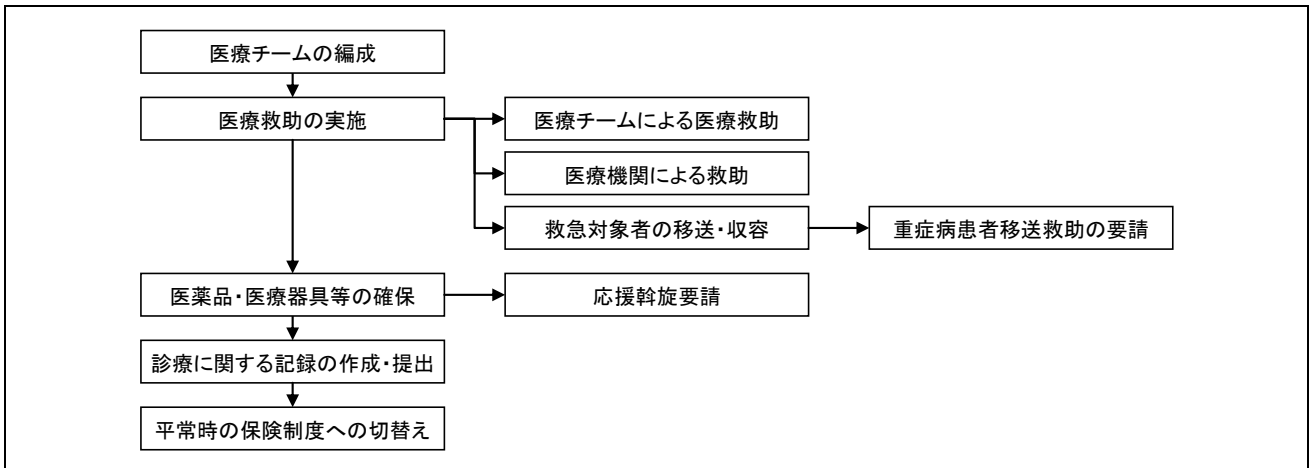 医療チームの編成
医療救助の実施
医療チームによる医療救助
医療機関による救助
救急対象者の移送・収容
重症病患者移送救助の要請
医薬品・医療器具等の確保
応援斡旋要請
診療に関する記録の作成・提出
平常時の保険制度への切替え